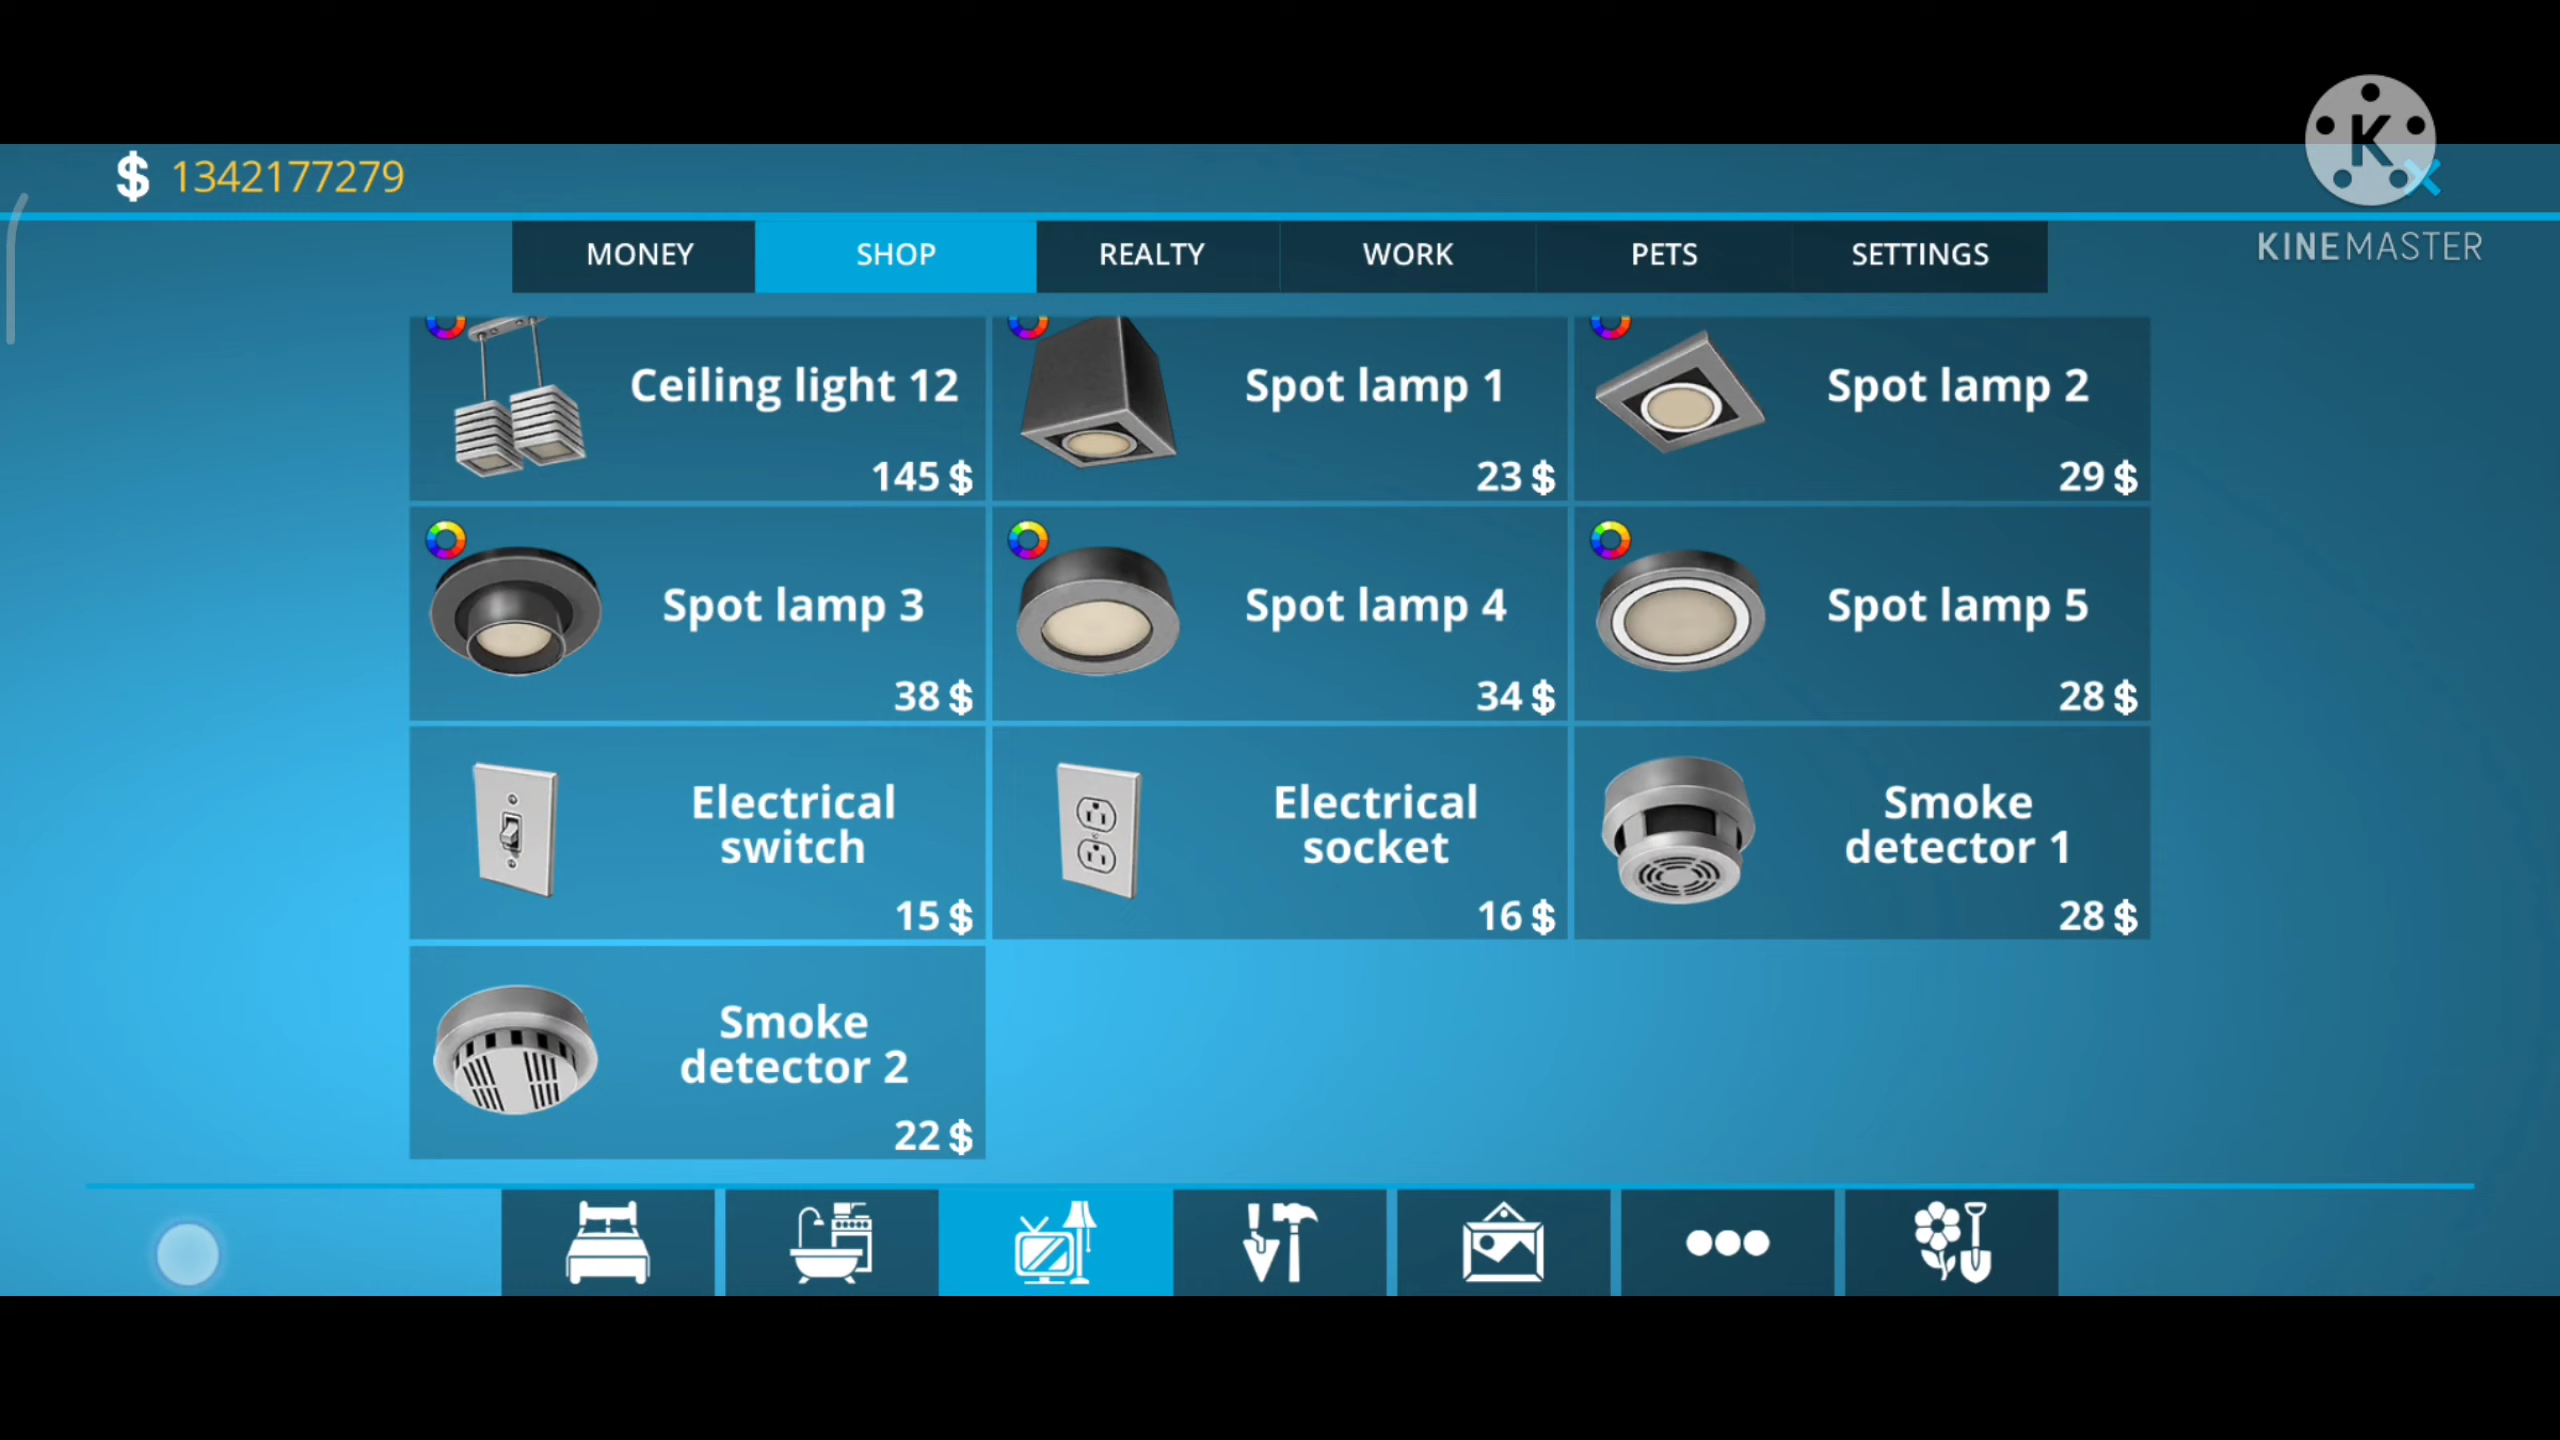 $ 1342177279
K
KINEMASTER
MONEY SHOP REALTY WORK PETS SETTINGS
Ceiling light 12
145 $
Spot lamp 1
23 $
Spot lamp 2
29 $
Spot lamp 3
38 $
Spot lamp 4
34 $
Spot lamp 5
28 $
Electrical
switch
15 $
Electrical
socket
16 $
Smoke
detector 1
28 $
Smoke
detector 2
22 $